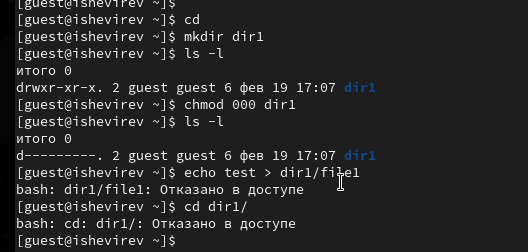 [guest@ishevirev ~]$
[guest@ishevirev ~]$ cd
[guest@ishevirev ~]$ mkdir dir1
[guest@ishevirev ~]$ ls -l
итого 0
drwxr-xr-x. 2 guest guest 6 фев 19 17:07 dir1
[guest@ishevirev ~]$ chmod 000 dir1
[guest@ishevirev ~]$ ls -l
итого 0
d---------. 2 guest guest 6 фев 19 17:07 dir1
[guest@ishevirev ~]$ echo test > dir1/file1
bash: dir1/file1: Отказано в доступе
[guest@ishevirev ~]$ cd dir1/
bash: cd: dir1/: Отказано в доступе
[guest@ishevirev ~]$